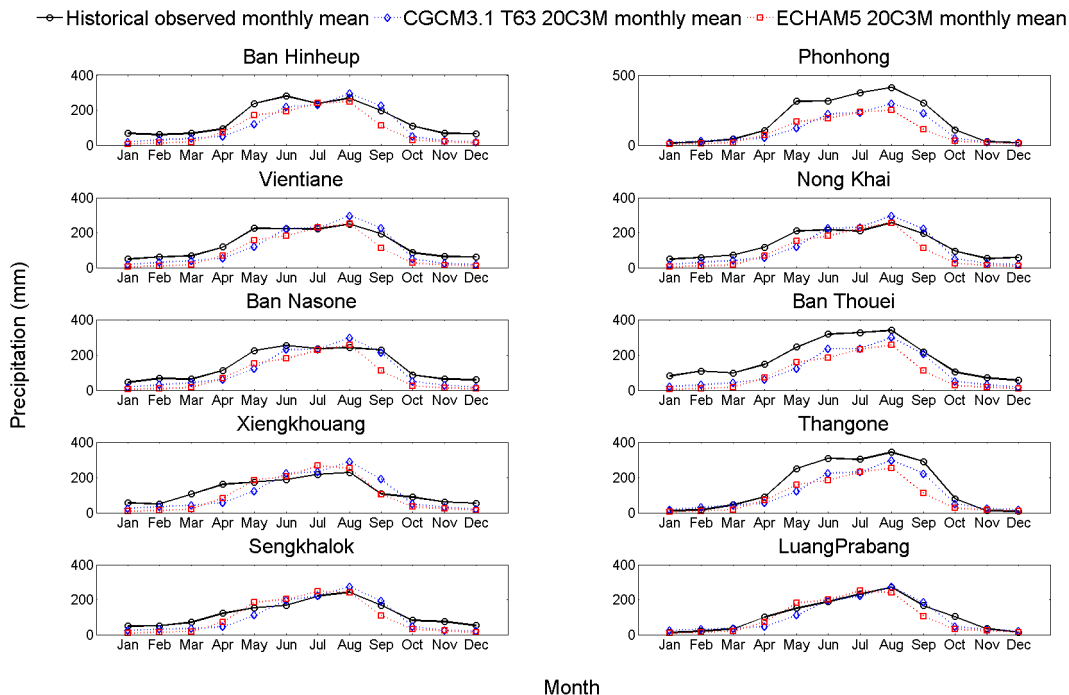 Historical observed monthly mean CGCM3.1 T63 20C3M monthly mean ECHAM5 20C3M monthly mean
Ban Hinheup
400
200
0
Jan Feb Mar Apr May Jun Jul Aug Sep Oct Nov Dec
Phonhong
500
0
Jan Feb Mar Apr May Jun Jul Aug Sep Oct Nov Dec
Vientiane
400
200
0
Jan Feb Mar Apr May Jun Jul Aug Sep Oct Nov Dec
Nong Khai
400
200
0
Jan Feb Mar Apr May Jun Jul Aug Sep Oct Nov Dec
Ban Nasone
400
200
0
Jan Feb Mar Apr May Jun Jul Aug Sep Oct Nov Dec
Ban Thouei
400
200
0
Jan Feb Mar Apr May Jun Jul Aug Sep Oct Nov Dec
Xiengkhouang
400
200
0
Jan Feb Mar Apr May Jun Jul Aug Sep Oct Nov Dec
Thangone
400
200
0
Jan Feb Mar Apr May Jun Jul Aug Sep Oct Nov Dec
Sengkhalok
400
200
0
Jan Feb Mar Apr May Jun Jul Aug Sep Oct Nov Dec
LuangPrabang
400
200
0
Jan Feb Mar Apr May Jun Jul Aug Sep Oct Nov Dec
Precipitation (mm)
Month